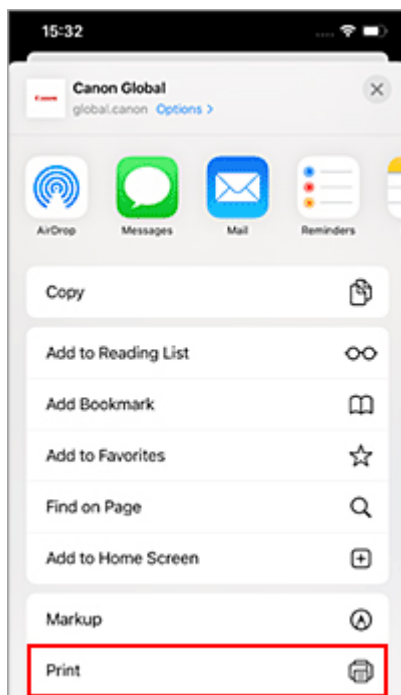 15:32
Canon
Canon Global
global.canon Options >
AirDrop Messages Mail Reminders
Copy
Add to Reading List
Add Bookmark
Add to Favorites
Find on Page
Add to Home Screen
Markup
Print